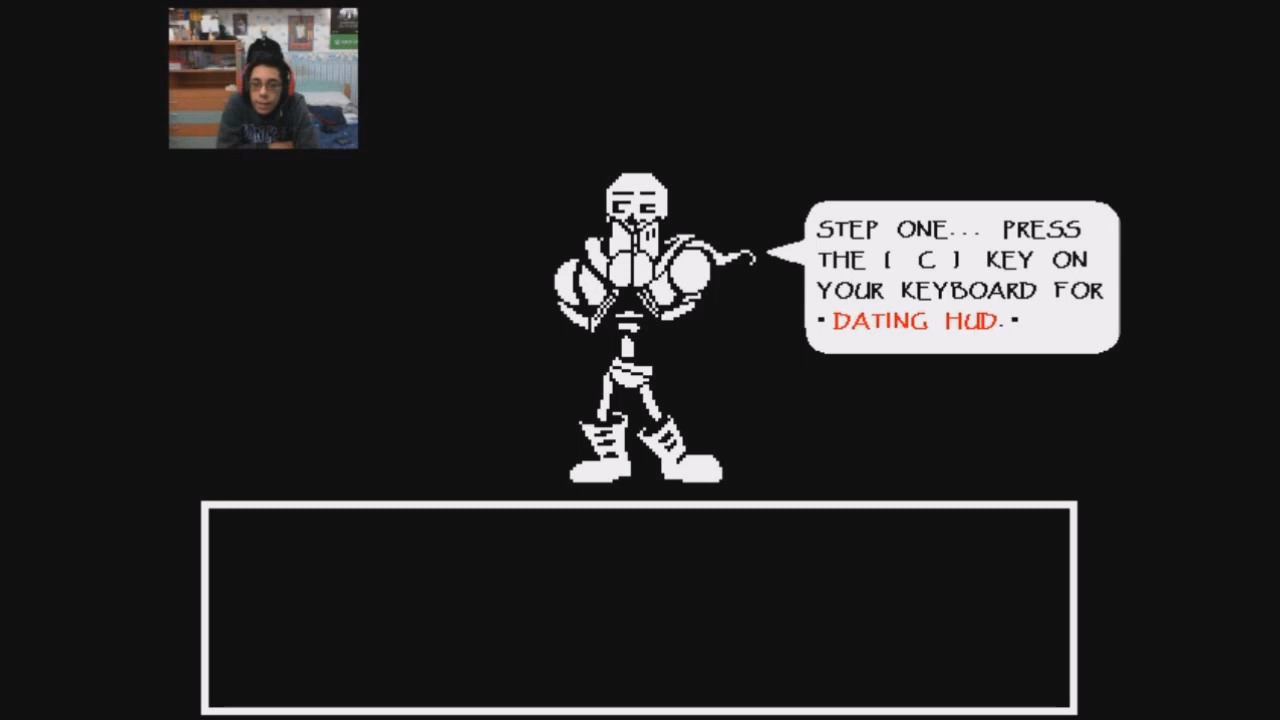 STEP ONE... PRESS
THE [ C ] KEY ON
YOUR KEYBOARD FOR
"DATING HUD."